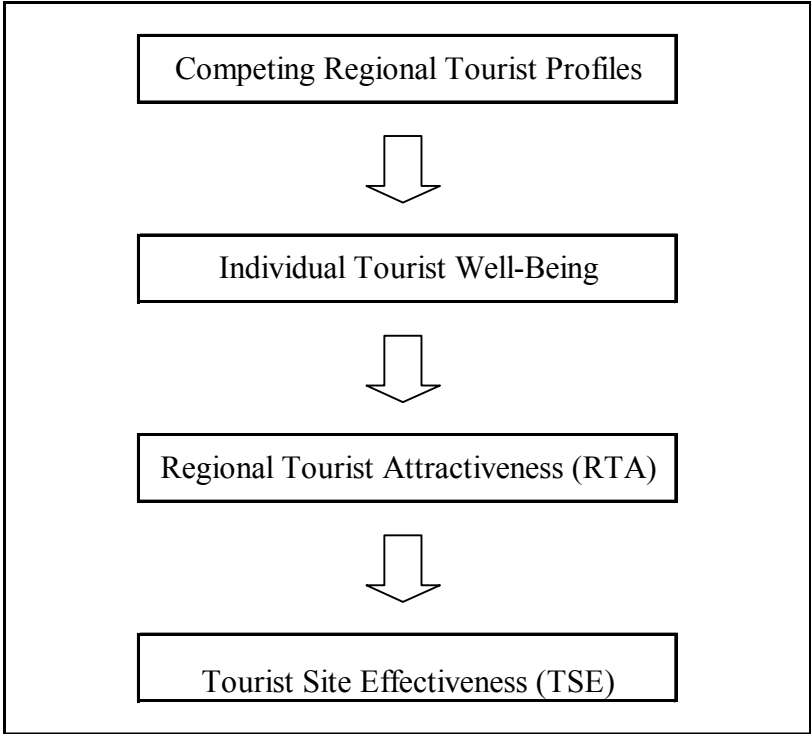 Competing Regional Tourist Profiles
Individual Tourist Well-Being
Regional Tourist Attractiveness (RTA)
Tourist Site Effectiveness (TSE)